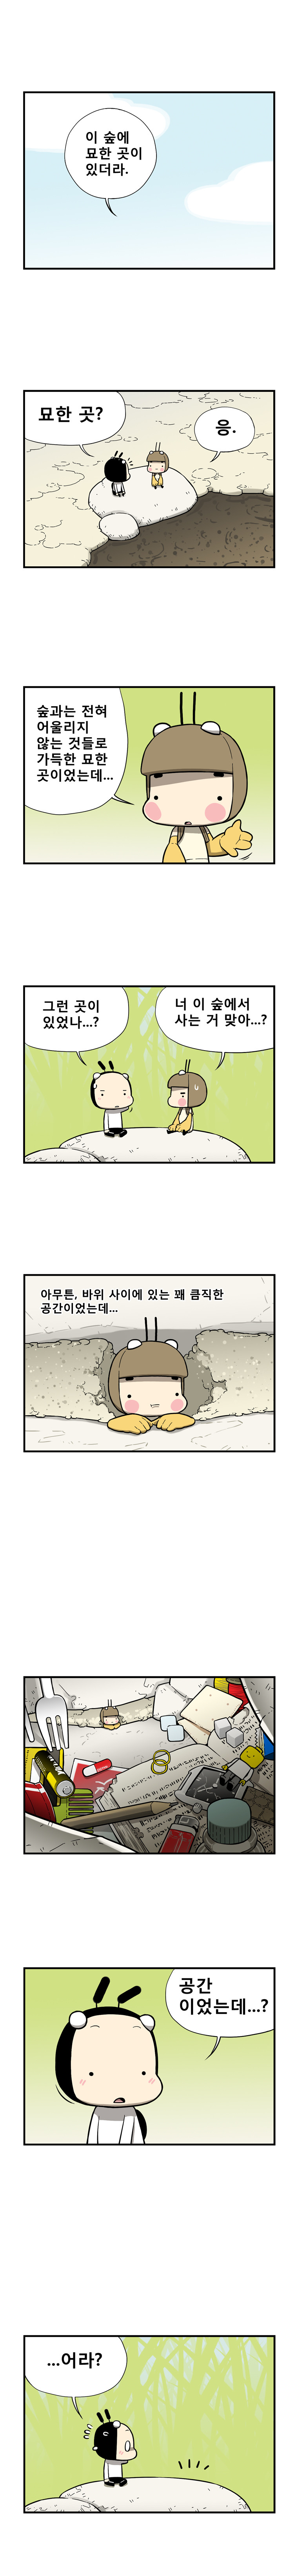 이 숲에
묘한 곳이
있더라.
묘한 곳?
응.
숲과는 전혀
어울리지
않는 것들로
가득한 묘한
곳이었는데...
그런 곳이
있었나...?
너 이 숲에서
사는 거 맞아...?
아무튼, 바위 사이에 있는 꽤 큼직한
공간이었는데...
공간
이었는데...?
...어라?